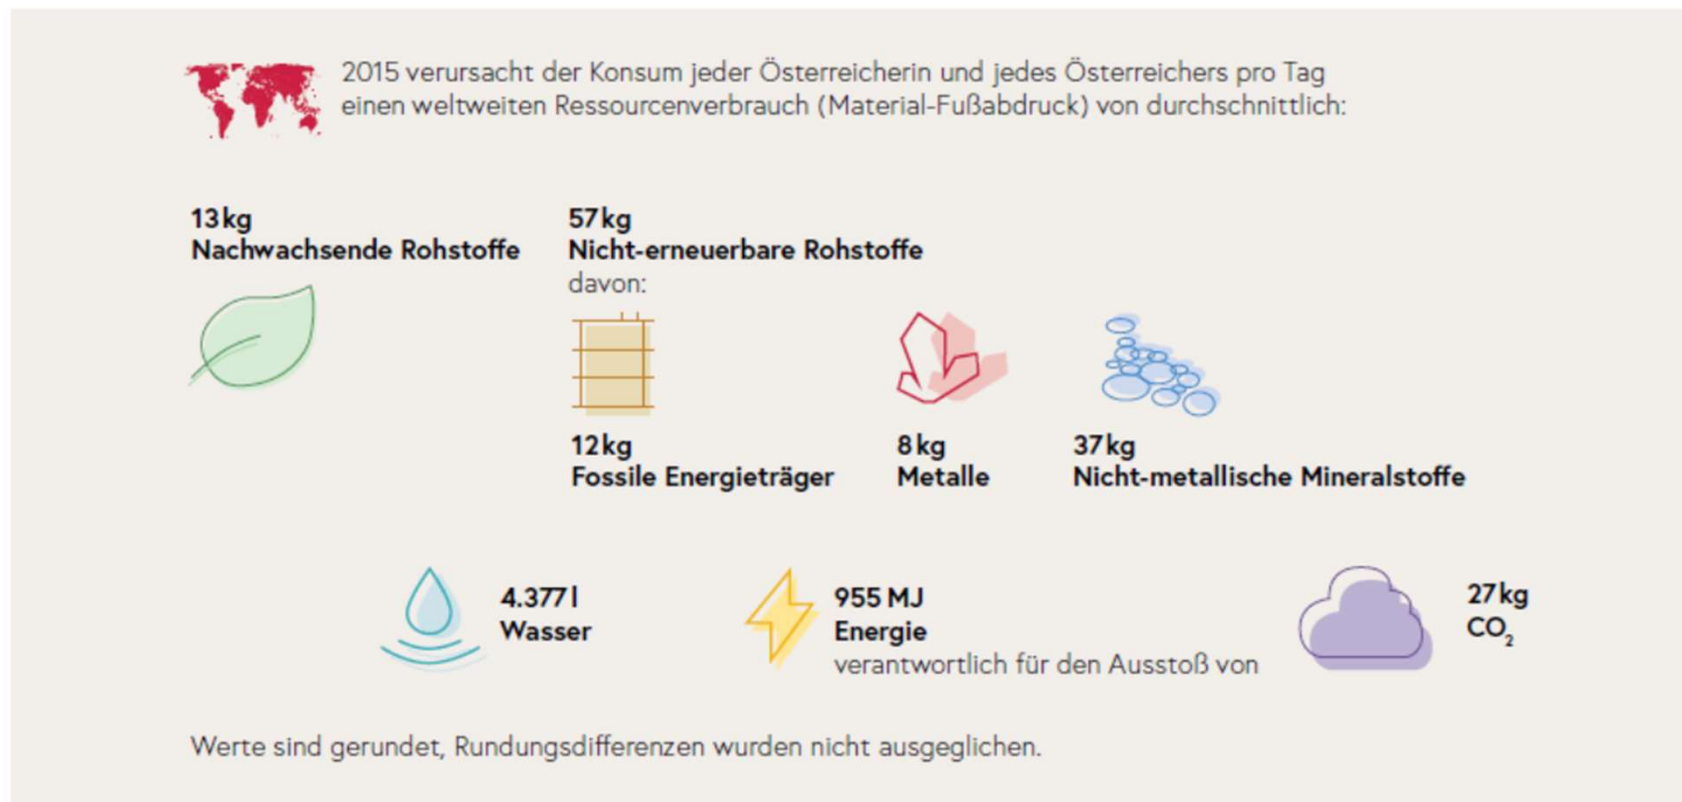 2015 verursacht der Konsum jeder Österreicherin und jedes Österreichers pro Tag
einen weltweiten Ressourcenverbrauch (Material-Fußabdruck) von durchschnittlich:
13 kg
Nachwachsende Rohstoffe
57 kg
Nicht-erneuerbare Rohstoffe
davon:
12 kg
Fossile Energieträger
8 kg
Metalle
37 kg
Nicht-metallische Mineralstoffe
4.377 l
Wasser
955 MJ
Energie
verantwortlich für den Ausstoß von
27 kg
CO₂
Werte sind gerundet, Rundungsdifferenzen wurden nicht ausgeglichen.